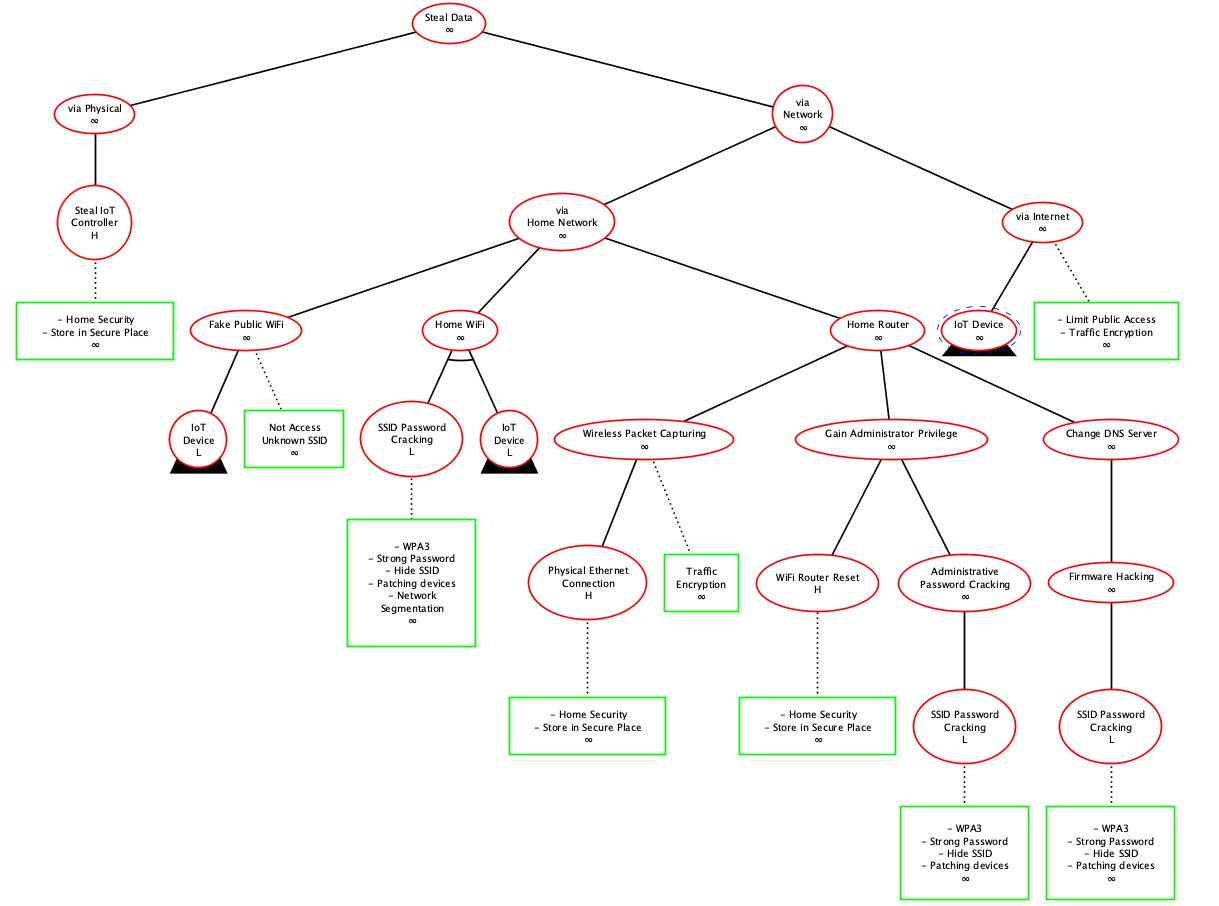 Steal Data
∞
via Physical
∞
via
Network
∞
Steal IoT
Controller
H
via
Home Network
∞
via Internet
∞
- Home Security
- Store in Secure Place
∞
Fake Public WiFi
∞
Home WiFi
∞
Home Router
∞
IoT Device
∞
- Limit Public Access
- Traffic Encryption
∞
IoT
Device
L
Not Access
Unknown SSID
∞
SSID Password
Cracking
L
IoT
Device
L
Wireless Packet Capturing
∞
Gain Administrator Privilege
∞
Change DNS Server
∞
- WPA3
- Strong Password
- Hide SSID
- Patching devices
- Network
Segmentation
∞
Physical Ethernet
Connection
H
Traffic
Encryption
∞
WiFi Router Reset
H
Administrative
Password Cracking
∞
Firmware Hacking
∞
- Home Security
- Store in Secure Place
∞
- Home Security
- Store in Secure Place
∞
SSID Password
Cracking
L
SSID Password
Cracking
L
- WPA3
- Strong Password
- Hide SSID
- Patching devices
∞
- WPA3
- Strong Password
- Hide SSID
- Patching devices
∞